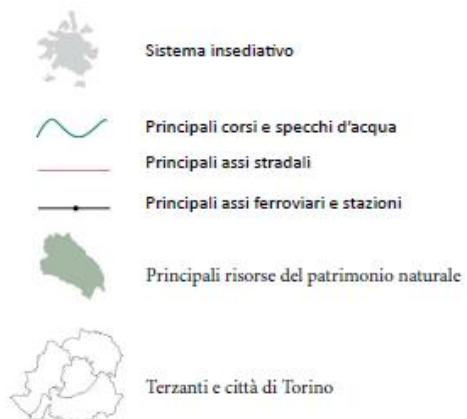 Sistema insediativo
Principali corsi e specchi d'acqua
Principali assi stradali
Principali assi ferroviari e stazioni
Principali risorse del patrimonio naturale
Terzanti e città di Torino